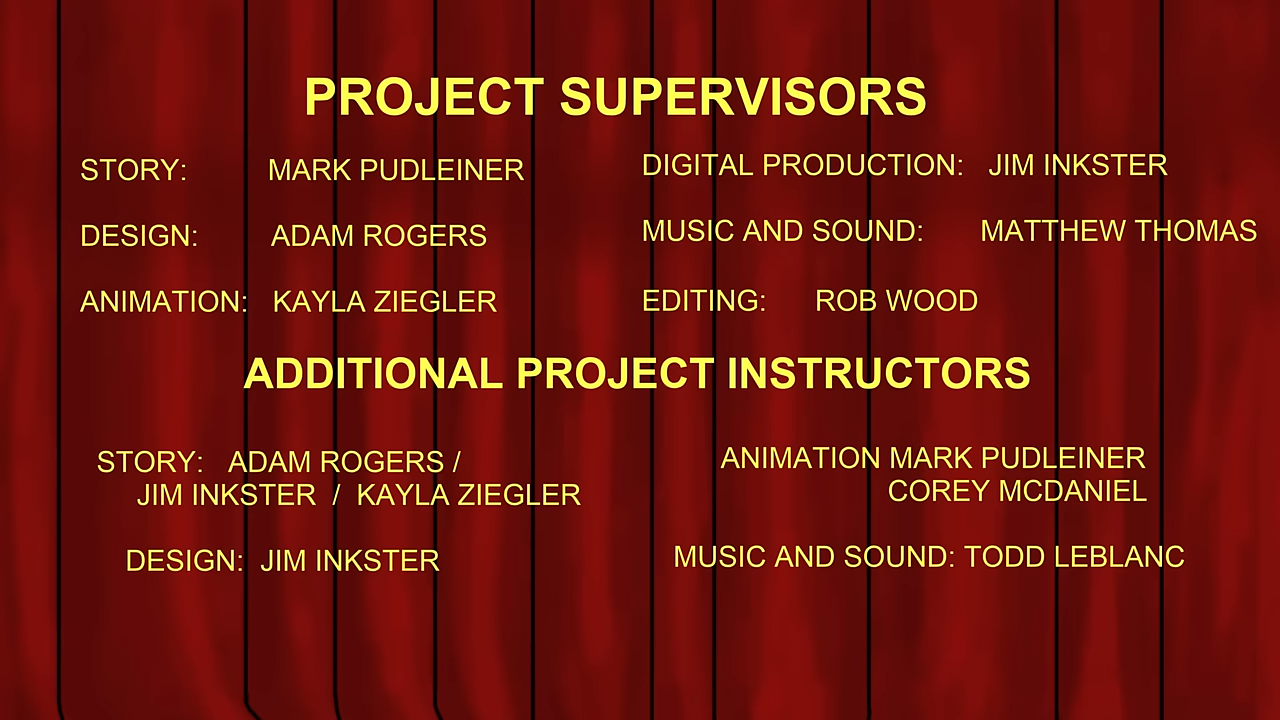 PROJECT SUPERVISORS
STORY: MARK PUDLEINER
DESIGN: ADAM ROGERS
ANIMATION: KAYLA ZIEGLER
DIGITAL PRODUCTION: JIM INKSTER
MUSIC AND SOUND: MATTHEW THOMAS
EDITING: ROB WOOD
ADDITIONAL PROJECT INSTRUCTORS
STORY: ADAM ROGERS /
JIM INKSTER / KAYLA ZIEGLER
DESIGN: JIM INKSTER
ANIMATION MARK PUDLEINER
COREY MCDANIEL
MUSIC AND SOUND: TODD LEBLANC